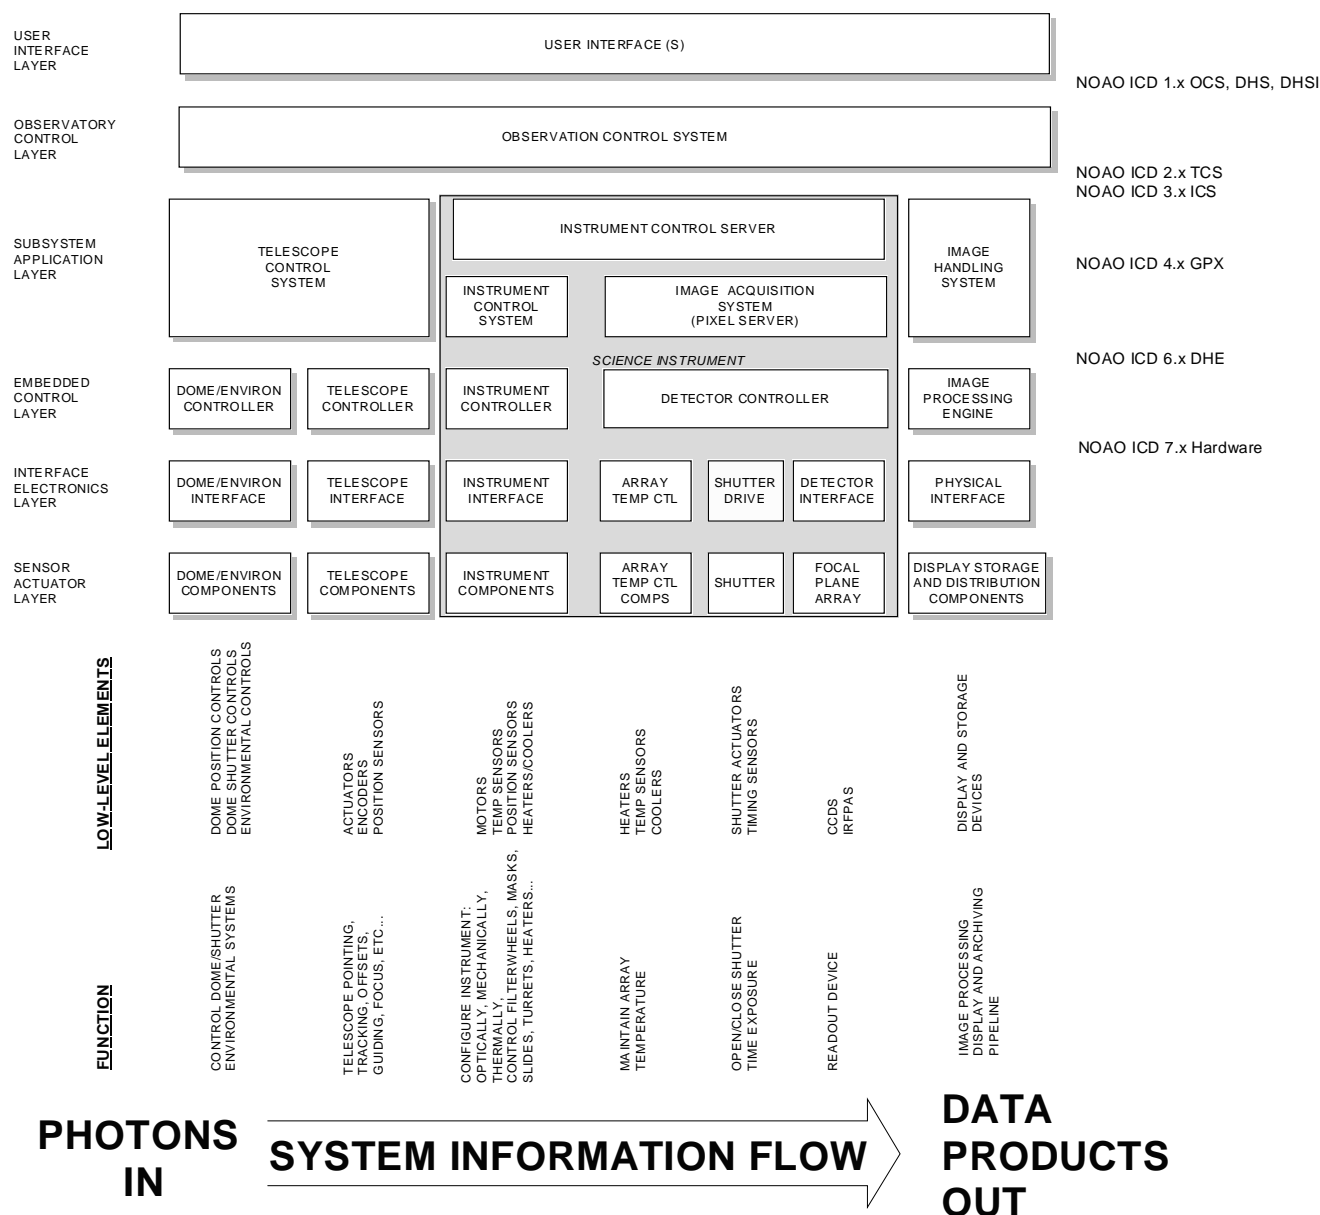 USER
INTERFACE
LAYER
USER INTERFACE (S)
NOAO ICD 1.x OCS, DHS, DHSI
OBSERVATORY
CONTROL
LAYER
OBSERVATION CONTROL SYSTEM
NOAO ICD 2.x TCS
NOAO ICD 3.x ICS
SUBSYSTEM
APPLICATION
LAYER
TELESCOPE
CONTROL
SYSTEM
INSTRUMENT CONTROL SERVER
INSTRUMENT
CONTROL
SYSTEM
IMAGE ACQUISITION
SYSTEM
(PIXEL SERVER)
IMAGE
HANDLING
SYSTEM
NOAO ICD 4.x GPX
SCIENCE INSTRUMENT
NOAO ICD 6.x DHE
EMBEDDED
CONTROL
LAYER
DOME/ENVIRON
CONTROLLER
TELESCOPE
CONTROLLER
INSTRUMENT
CONTROLLER
DETECTOR CONTROLLER
IMAGE
PROCESSING
ENGINE
NOAO ICD 7.x Hardware
INTERFACE
ELECTRONICS
LAYER
DOME/ENVIRON
INTERFACE
TELESCOPE
INTERFACE
INSTRUMENT
INTERFACE
ARRAY
TEMP CTL
SHUTTER
DRIVE
DETECTOR
INTERFACE
PHYSICAL
INTERFACE
SENSOR
ACTUATOR
LAYER
DOME/ENVIRON
COMPONENTS
TELESCOPE
COMPONENTS
INSTRUMENT
COMPONENTS
ARRAY
TEMP CTL
COMPS
SHUTTER
FOCAL
PLANE
ARRAY
DISPLAY STORAGE
AND DISTRIBUTION
COMPONENTS
LOW-LEVEL ELEMENTS
DOME POSITION CONTROLS
DOME SHUTTER CONTROLS
ENVIRONMENTAL CONTROLS
ACTUATORS
ENCODERS
POSITION SENSORS
MOTORS
TEMP SENSORS
POSITION SENSORS
HEATERS/COOLERS
HEATERS
TEMP SENSORS
COOLERS
SHUTTER ACTUATORS
TIMING SENSORS
CCDS
IRFPAS
DISPLAY AND STORAGE
DEVICES
FUNCTION
CONTROL DOME/SHUTTER
ENVIRONMENTAL SYSTEMS
TELESCOPE POINTING,
TRACKING, OFFSETS,
GUIDING, FOCUS, ETC...
CONFIGURE INSTRUMENT:
OPTICALLY, MECHANICALLY,
THERMALLY,
CONTROL FILTERWHEELS, MASKS,
SLIDES, TURRETS, HEATERS...
MAINTAIN ARRAY
TEMPERATURE
OPEN/CLOSE SHUTTER
TIME EXPOSURE
READOUT DEVICE
IMAGE PROCESSING
DISPLAY AND ARCHIVING
PIPELINE
PHOTONS
IN
SYSTEM INFORMATION FLOW
DATA
PRODUCTS
OUT